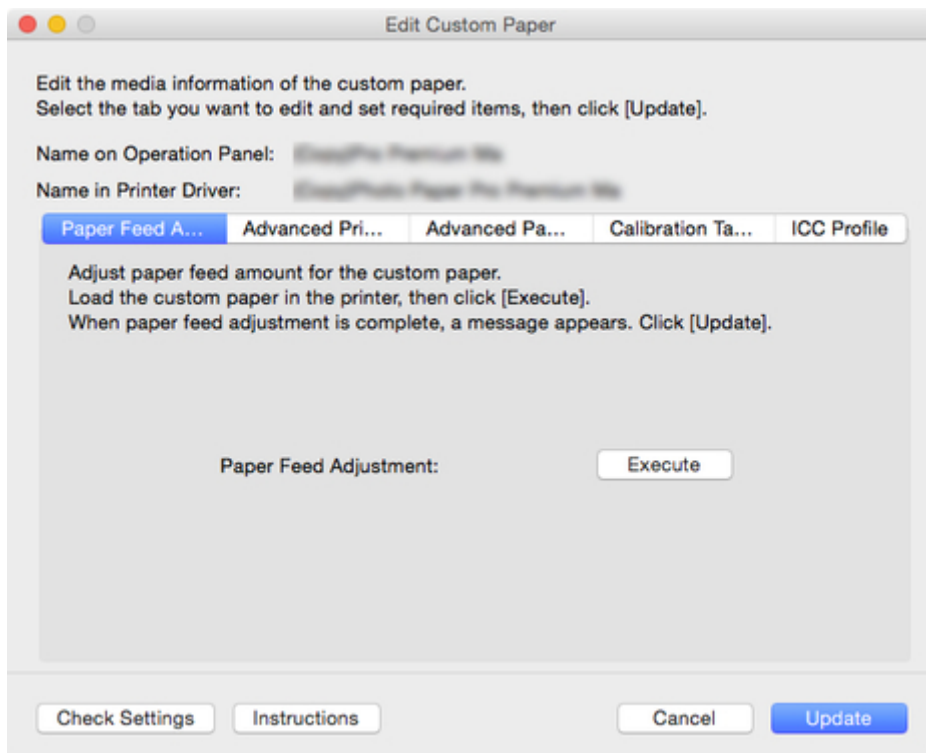 Edit Custom Paper
Edit the media information of the custom paper.
Select the tab you want to edit and set required items, then click [Update].
Name on Operation Panel:
Name in Printer Driver:
Paper Feed A... Advanced Pri... Advanced Pa... Calibration Ta... ICC Profile
Adjust paper feed amount for the custom paper.
Load the custom paper in the printer, then click [Execute].
When paper feed adjustment is complete, a message appears. Click [Update].
Paper Feed Adjustment: Execute
Check Settings Instructions Cancel Update